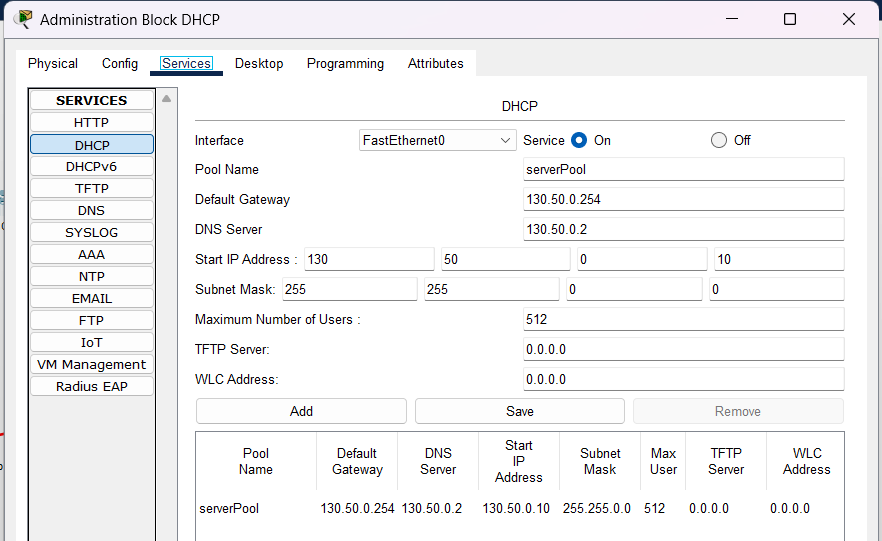 Administration Block DHCP
Physical Config Services Desktop Programming Attributes
SERVICES
HTTP
DHCP
DHCPv6
TFTP
DNS
SYSLOG
AAA
NTP
EMAIL
FTP
IoT
VM Management
Radius EAP
DHCP
Interface FastEthernet0 Service On Off
Pool Name serverPool
Default Gateway 130.50.0.254
DNS Server 130.50.0.2
Start IP Address : 130 50 0 10
Subnet Mask: 255 255 0 0
Maximum Number of Users : 512
TFTP Server: 0.0.0.0
WLC Address: 0.0.0.0
Add Save Remove
Pool Name Default Gateway DNS Server Start IP Address Subnet Mask Max User TFTP Server WLC Address
serverPool 130.50.0.254 130.50.0.2 130.50.0.10 255.255.0.0 512 0.0.0.0 0.0.0.0